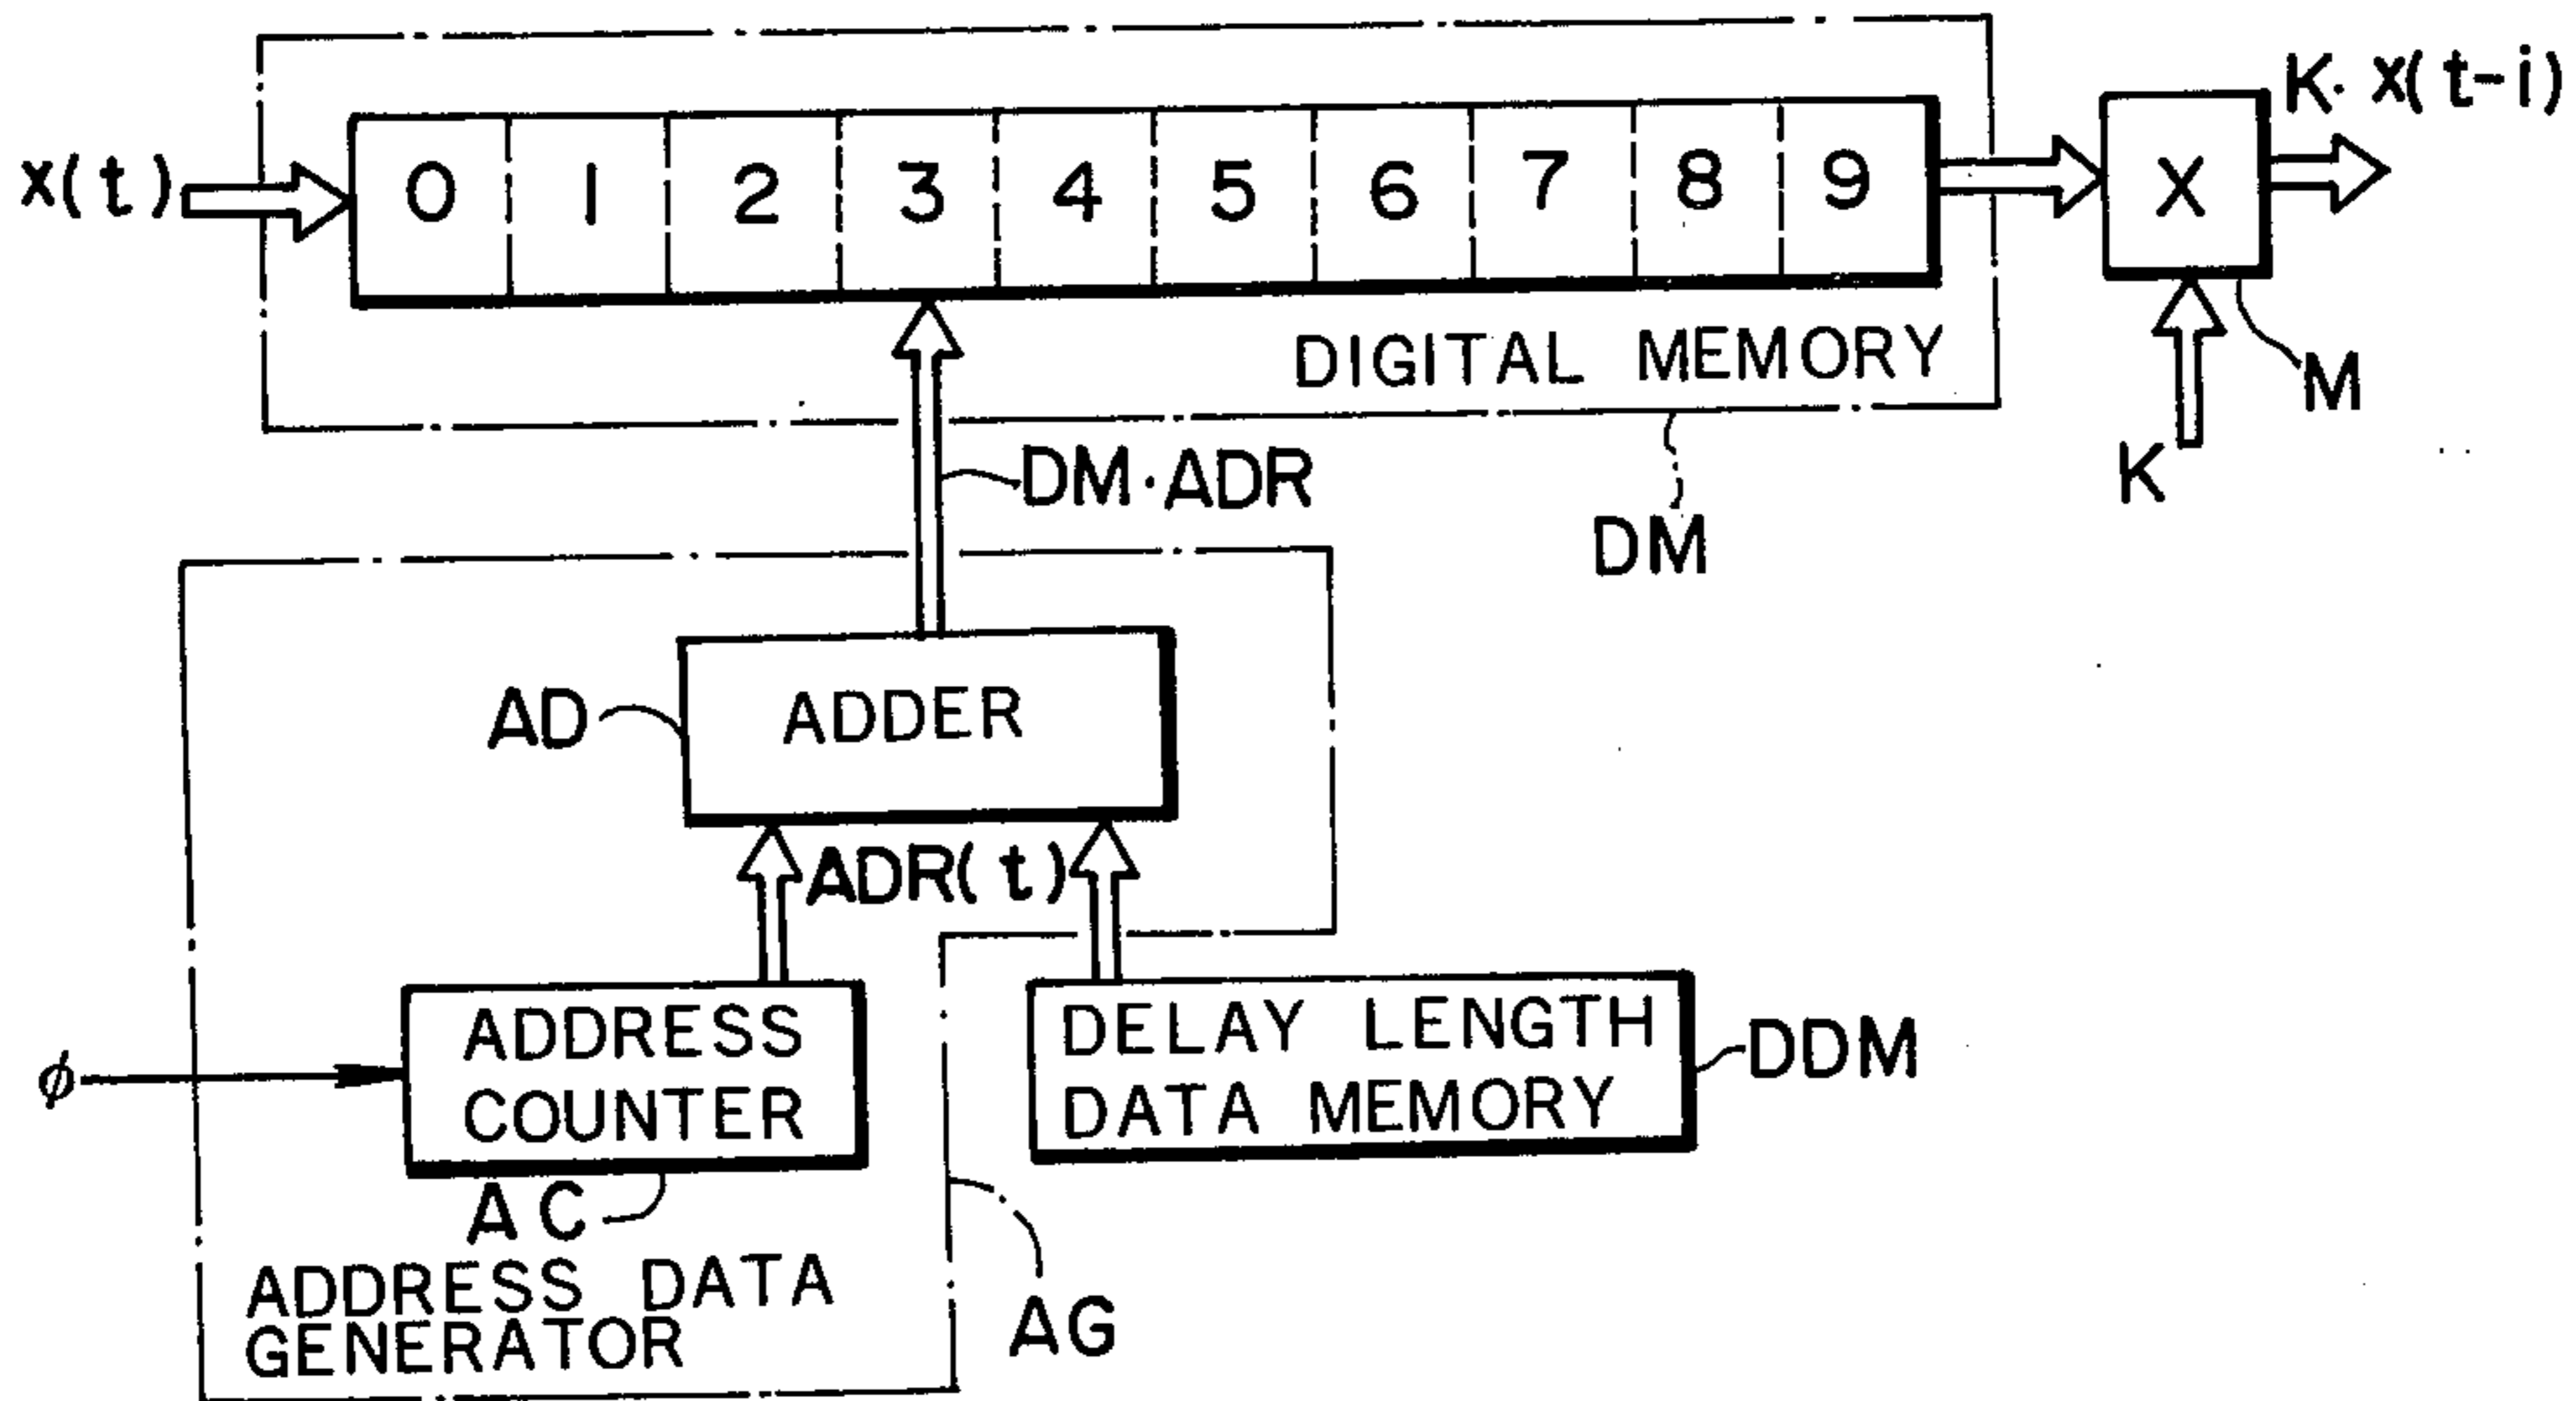 x(t)
0 1 2 3 4 5 6 7 8 9
X
K· x(t-i)
DIGITAL MEMORY
M
K
DM·ADR
DM
AD
ADDER
ADR(t)
ϕ
ADDRESS
COUNTER
AC
DELAY LENGTH
DATA MEMORY
DDM
ADDRESS DATA
GENERATOR
AG